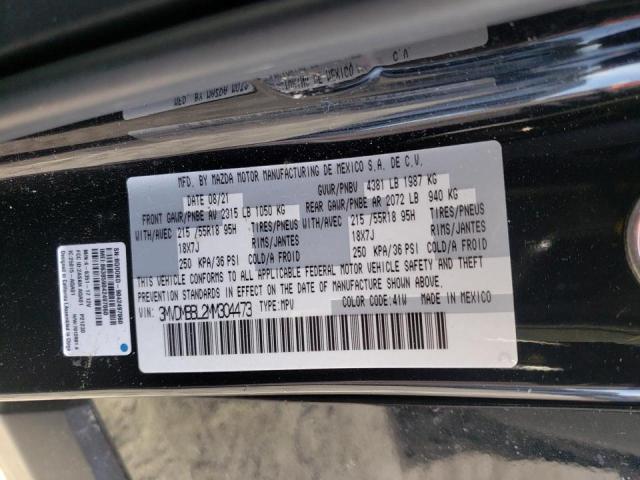 MFD. BY MAZDA MOTOR MANUFACTURING DE MEXICO S.A. DE C.V.
DATE 08/21 GVWR/PNBV 4381 LB 1987 KG
FRONT GAWR/PNBE AV 2315 LB 1050 KG REAR GAWR/PNBE AR 2072 LB 940 KG
WITH/AVEC 215 /55R18 95H TIRES/PNEUS WITH/AVEC 215 /55R18 95H TIRES/PNEUS
18X7J RIMS/JANTES 18X7J RIMS/JANTES
250 KPA/36 PSI COLD/FROID 250 KPA/36 PSI COLD/FROID
THIS VEHICLE CONFORMS TO ALL APPLICABLE FEDERAL MOTOR VEHICLE SAFETY AND THEFT
PREVENTION STANDARDS IN EFFECT ON THE DATE OF MANUFACTURE SHOWN ABOVE.
VIN: 3MVDMBBL2MM304473 TYPE: MPV COLOR CODE: 41W MADE IN MEXICO